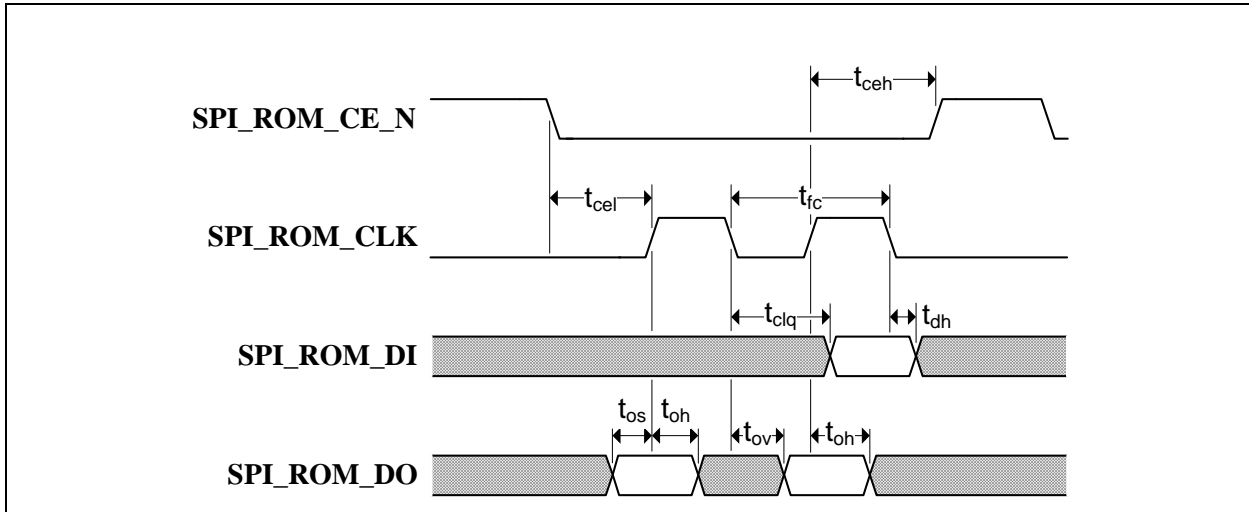 t_ceh
SPI_ROM_CE_N
t_cel
t_fc
SPI_ROM_CLK
t_clq
t_dh
SPI_ROM_DI
t_os t_oh t_ov t_oh
SPI_ROM_DO